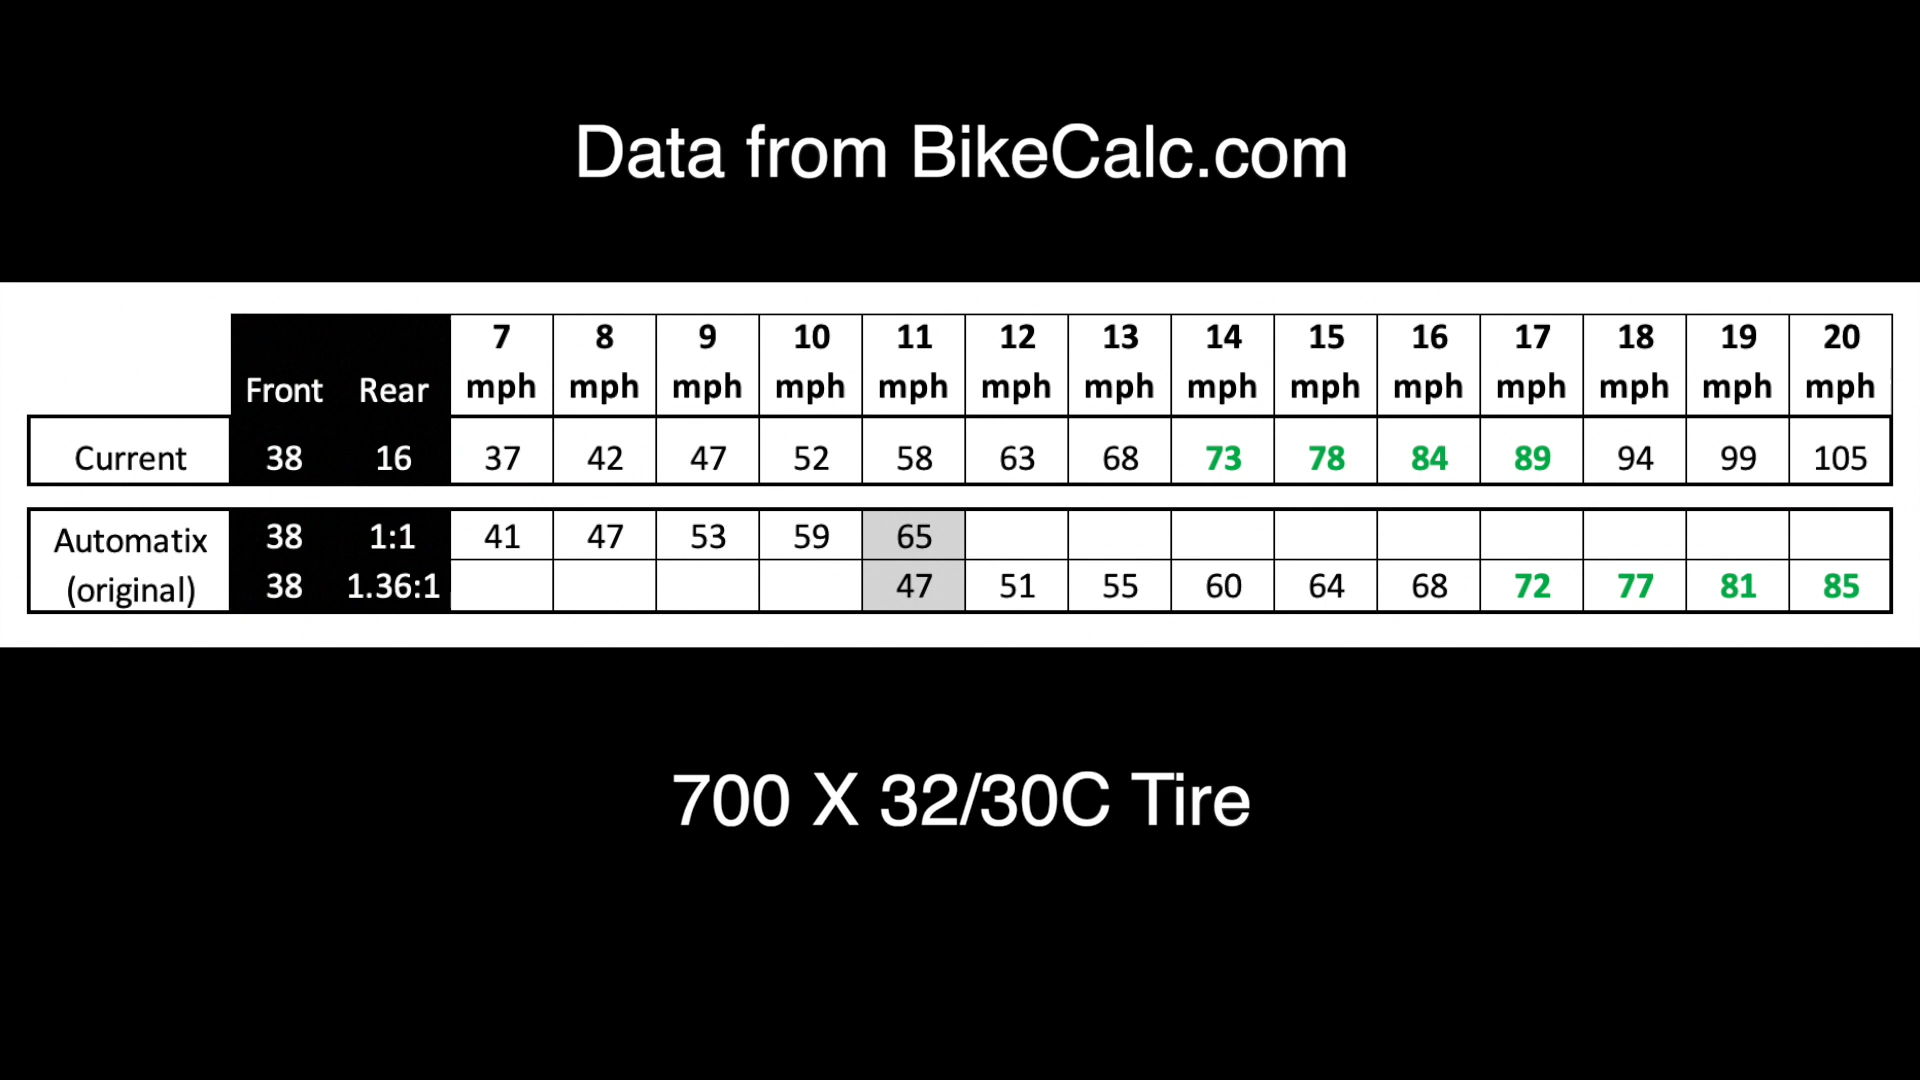 Data from BikeCalc.com
7 8 9 10 11 12 13 14 15 16 17 18 19 20
Front Rear mph mph mph mph mph mph mph mph mph mph mph mph mph mph
Current 38 16 37 42 47 52 58 63 68 73 78 84 89 94 99 105
Automatix 38 1:1 41 47 53 59 65
(original) 38 1.36:1 47 51 55 60 64 68 72 77 81 85
700 X 32/30C Tire